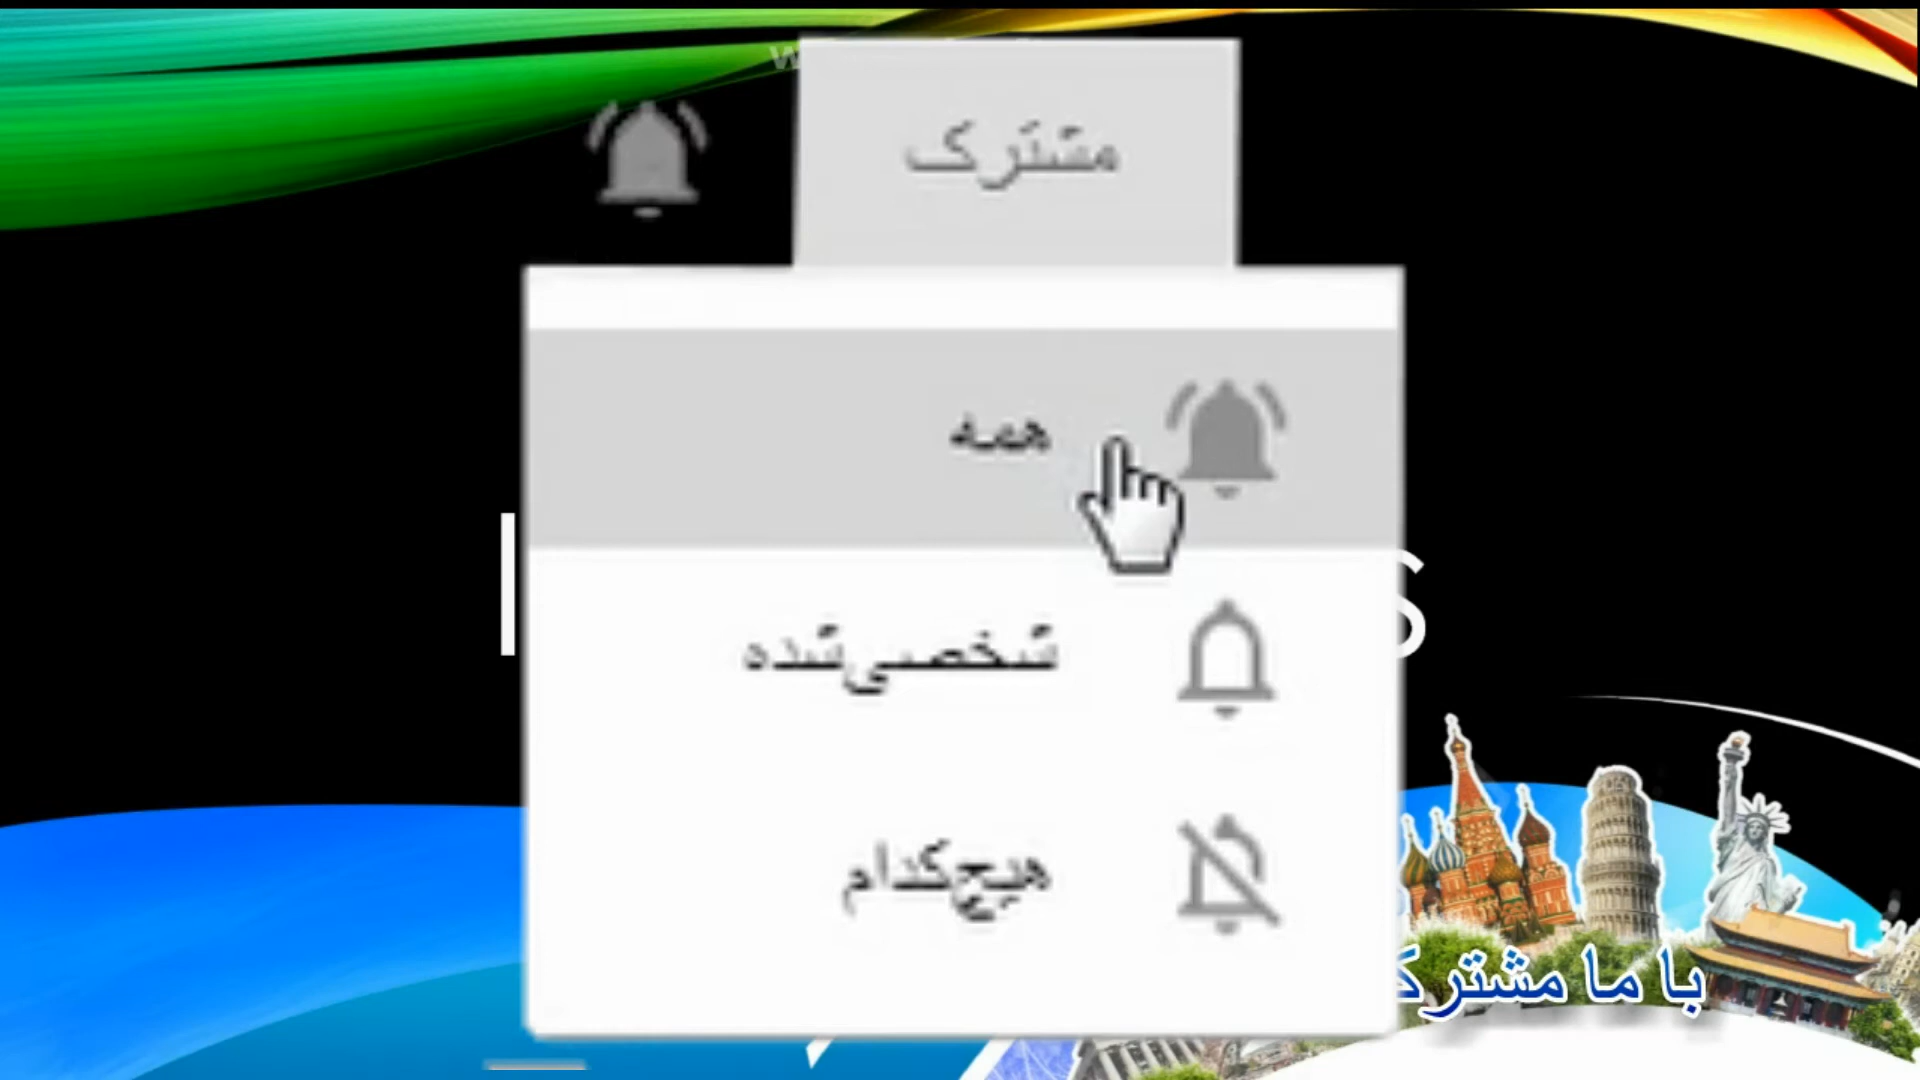 مشترک
همه
شخصی‌شده
هیچ‌کدام
با ما مشترک